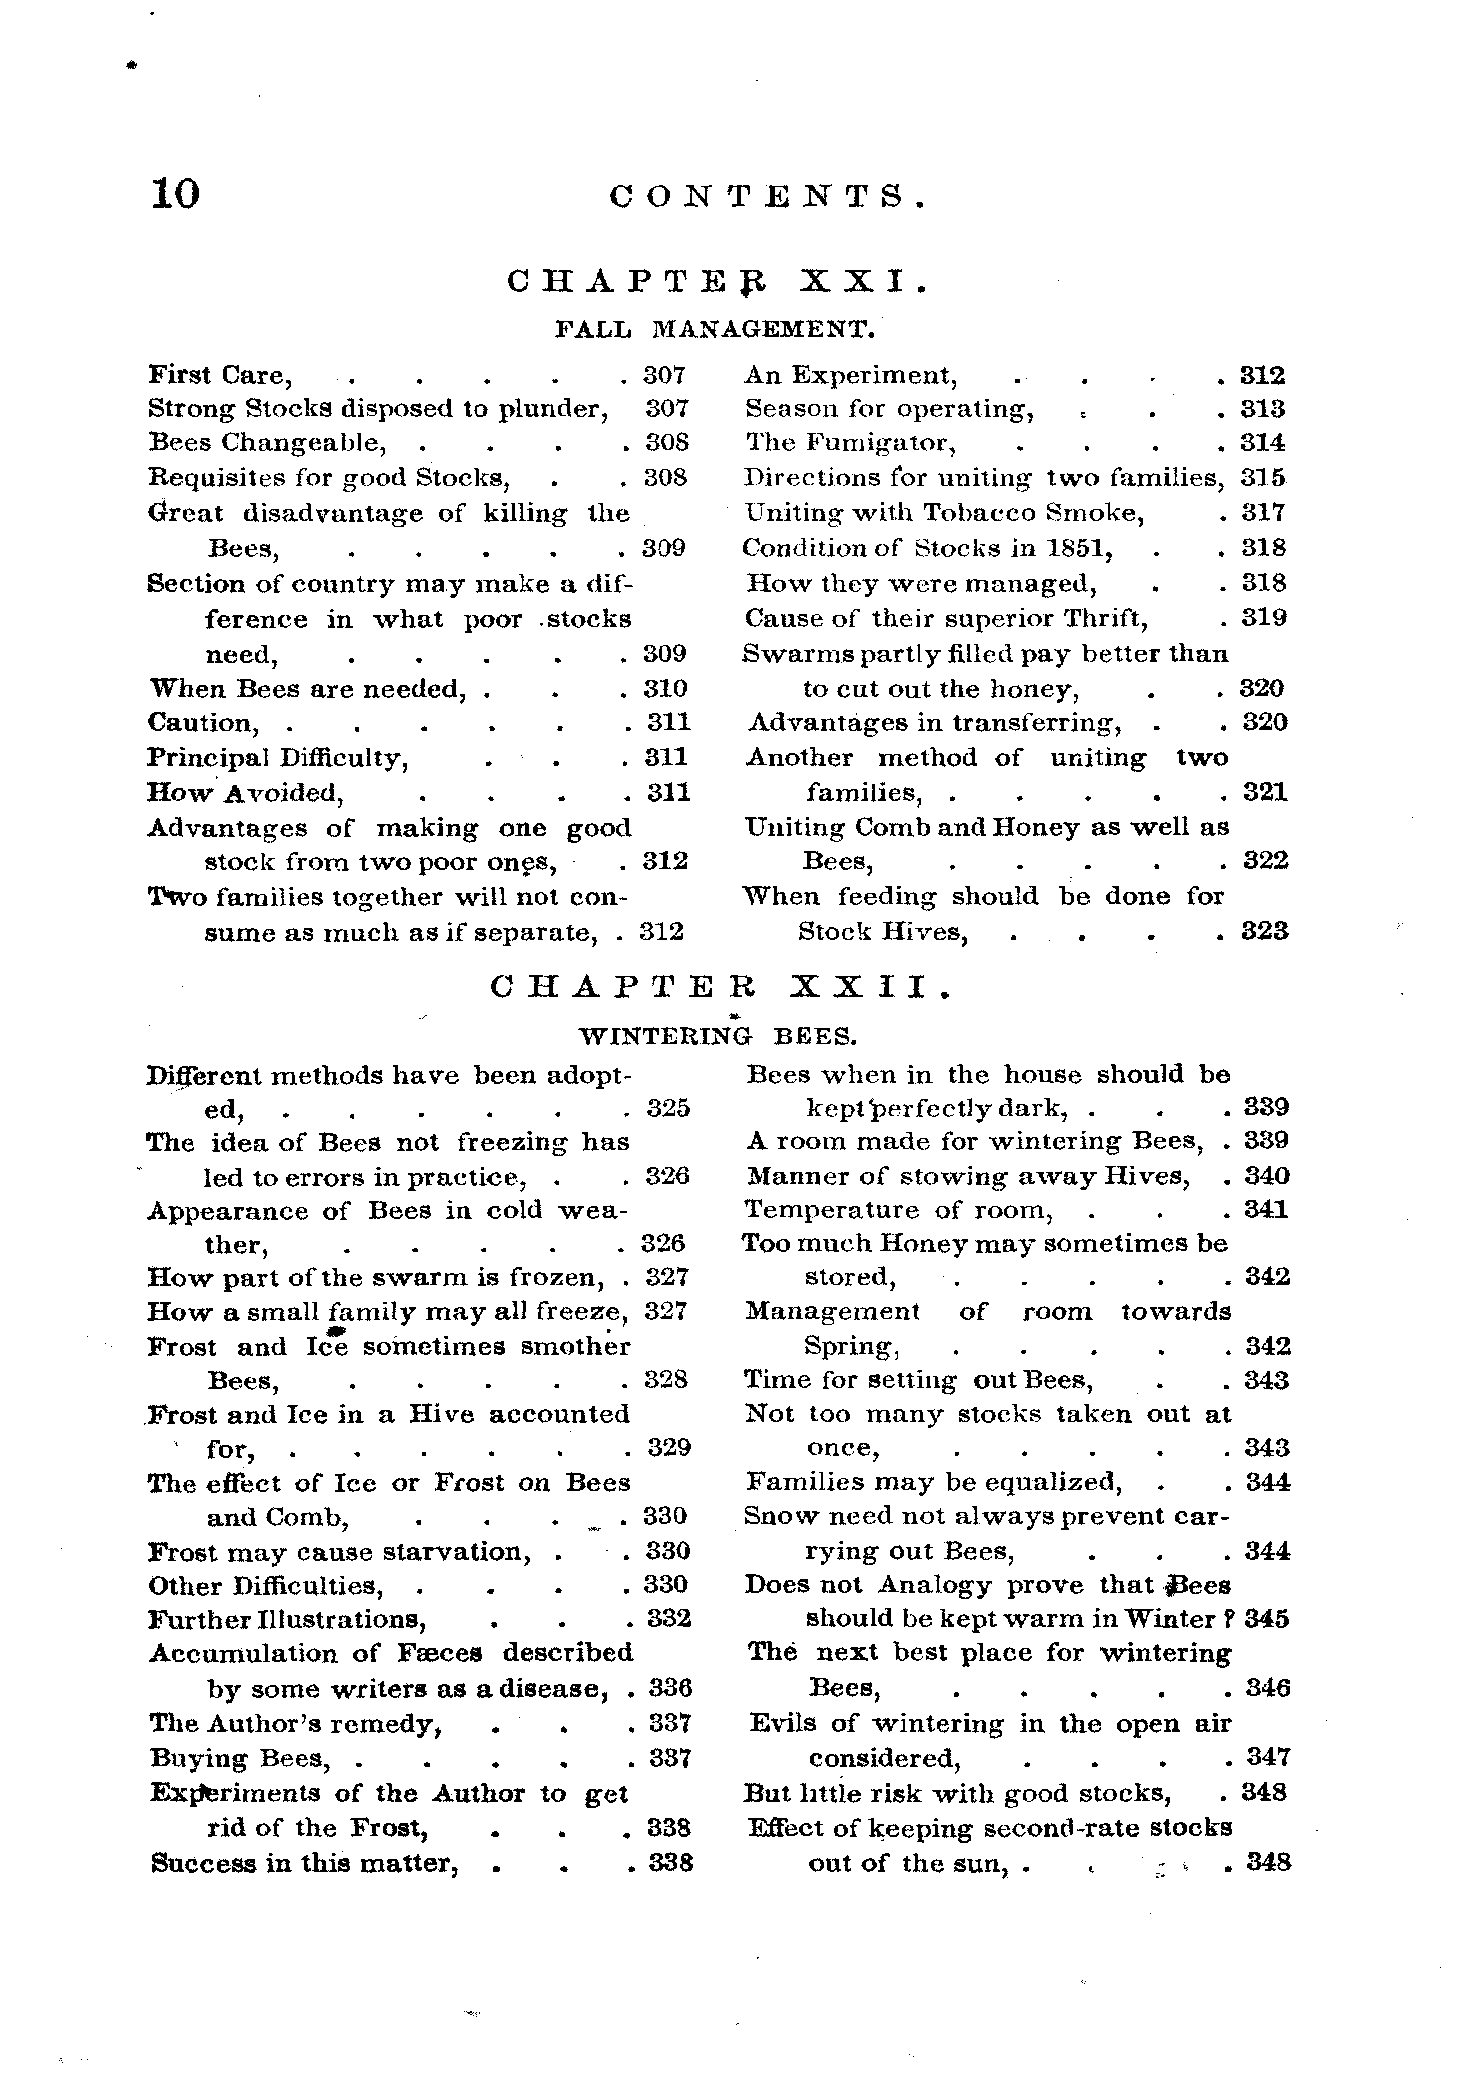 10 CONTENTS.
CHAPTER XXI.
FALL MANAGEMENT.
First Care, . . . . . 307
Strong Stocks disposed to plunder, 307
Bees Changeable, . . . . 308
Requisites for good Stocks, . . 308
Great disadvantage of killing the
Bees, . . . . . 309
Section of country may make a dif-
ference in what poor stocks
need, . . . . . 309
When Bees are needed, . . . 310
Caution, . . . . . . 311
Principal Difficulty, . . . 311
How Avoided, . . . . 311
Advantages of making one good
stock from two poor ones, . 312
Two families together will not con-
sume as much as if separate, . 312
An Experiment, . . . . 312
Season for operating, . . . 313
The Fumigator, . . . . 314
Directions for uniting two families, 315
Uniting with Tobacco Smoke, . 317
Condition of Stocks in 1851, . . 318
How they were managed, . . 318
Cause of their superior Thrift, . 319
Swarms partly filled pay better than
to cut out the honey, . . 320
Advantages in transferring, . . 320
Another method of uniting two
families, . . . . . 321
Uniting Comb and Honey as well as
Bees, . . . . . 322
When feeding should be done for
Stock Hives, . . . . 323
CHAPTER XXII.
WINTERING BEES.
Different methods have been adopt-
ed, . . . . . . 325
The idea of Bees not freezing has
led to errors in practice, . . 326
Appearance of Bees in cold wea-
ther, . . . . . 326
How part of the swarm is frozen, . 327
How a small family may all freeze, 327
Frost and Ice sometimes smother
Bees, . . . . . 328
Frost and Ice in a Hive accounted
for, . . . . . . 329
The effect of Ice or Frost on Bees
and Comb, . . . . 330
Frost may cause starvation, . . 330
Other Difficulties, . . . . 330
Further Illustrations, . . . 332
Accumulation of Fæces described
by some writers as a disease, . 336
The Author's remedy, . . . 337
Buying Bees, . . . . . 337
Experiments of the Author to get
rid of the Frost, . . . 338
Success in this matter, . . . 338
Bees when in the house should be
kept perfectly dark, . . . 339
A room made for wintering Bees, . 339
Manner of stowing away Hives, . 340
Temperature of room, . . . 341
Too much Honey may sometimes be
stored, . . . . . 342
Management of room towards
Spring, . . . . . 342
Time for setting out Bees, . . 343
Not too many stocks taken out at
once, . . . . . 343
Families may be equalized, . . 344
Snow need not always prevent car-
rying out Bees, . . . 344
Does not Analogy prove that Bees
should be kept warm in Winter ? 345
The next best place for wintering
Bees, . . . . . 346
Evils of wintering in the open air
considered, . . . . 347
But little risk with good stocks, . 348
Effect of keeping second-rate stocks
out of the sun, . . . . 348